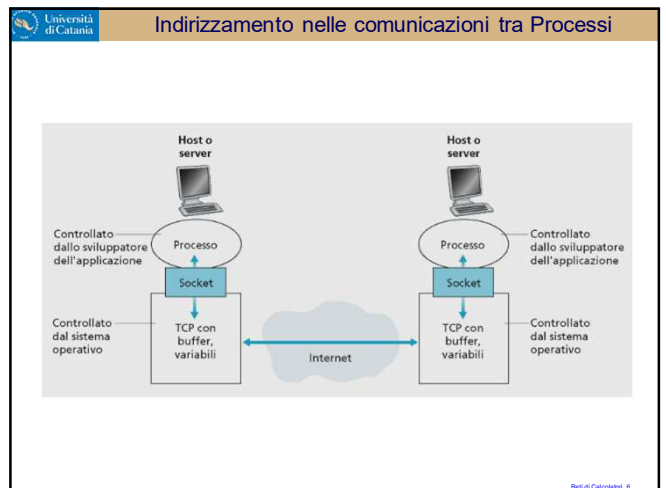 Università
di Catania
Indirizzamento nelle comunicazioni tra Processi
Host o
server
Host o
server
Controllato
dallo sviluppatore
dell'applicazione
Processo
Processo
Controllato
dallo sviluppatore
dell'applicazione
Socket
Socket
Controllato
dal sistema
operativo
TCP con
buffer,
variabili
Internet
TCP con
buffer,
variabili
Controllato
dal sistema
operativo
Reti di Calcolatori 6